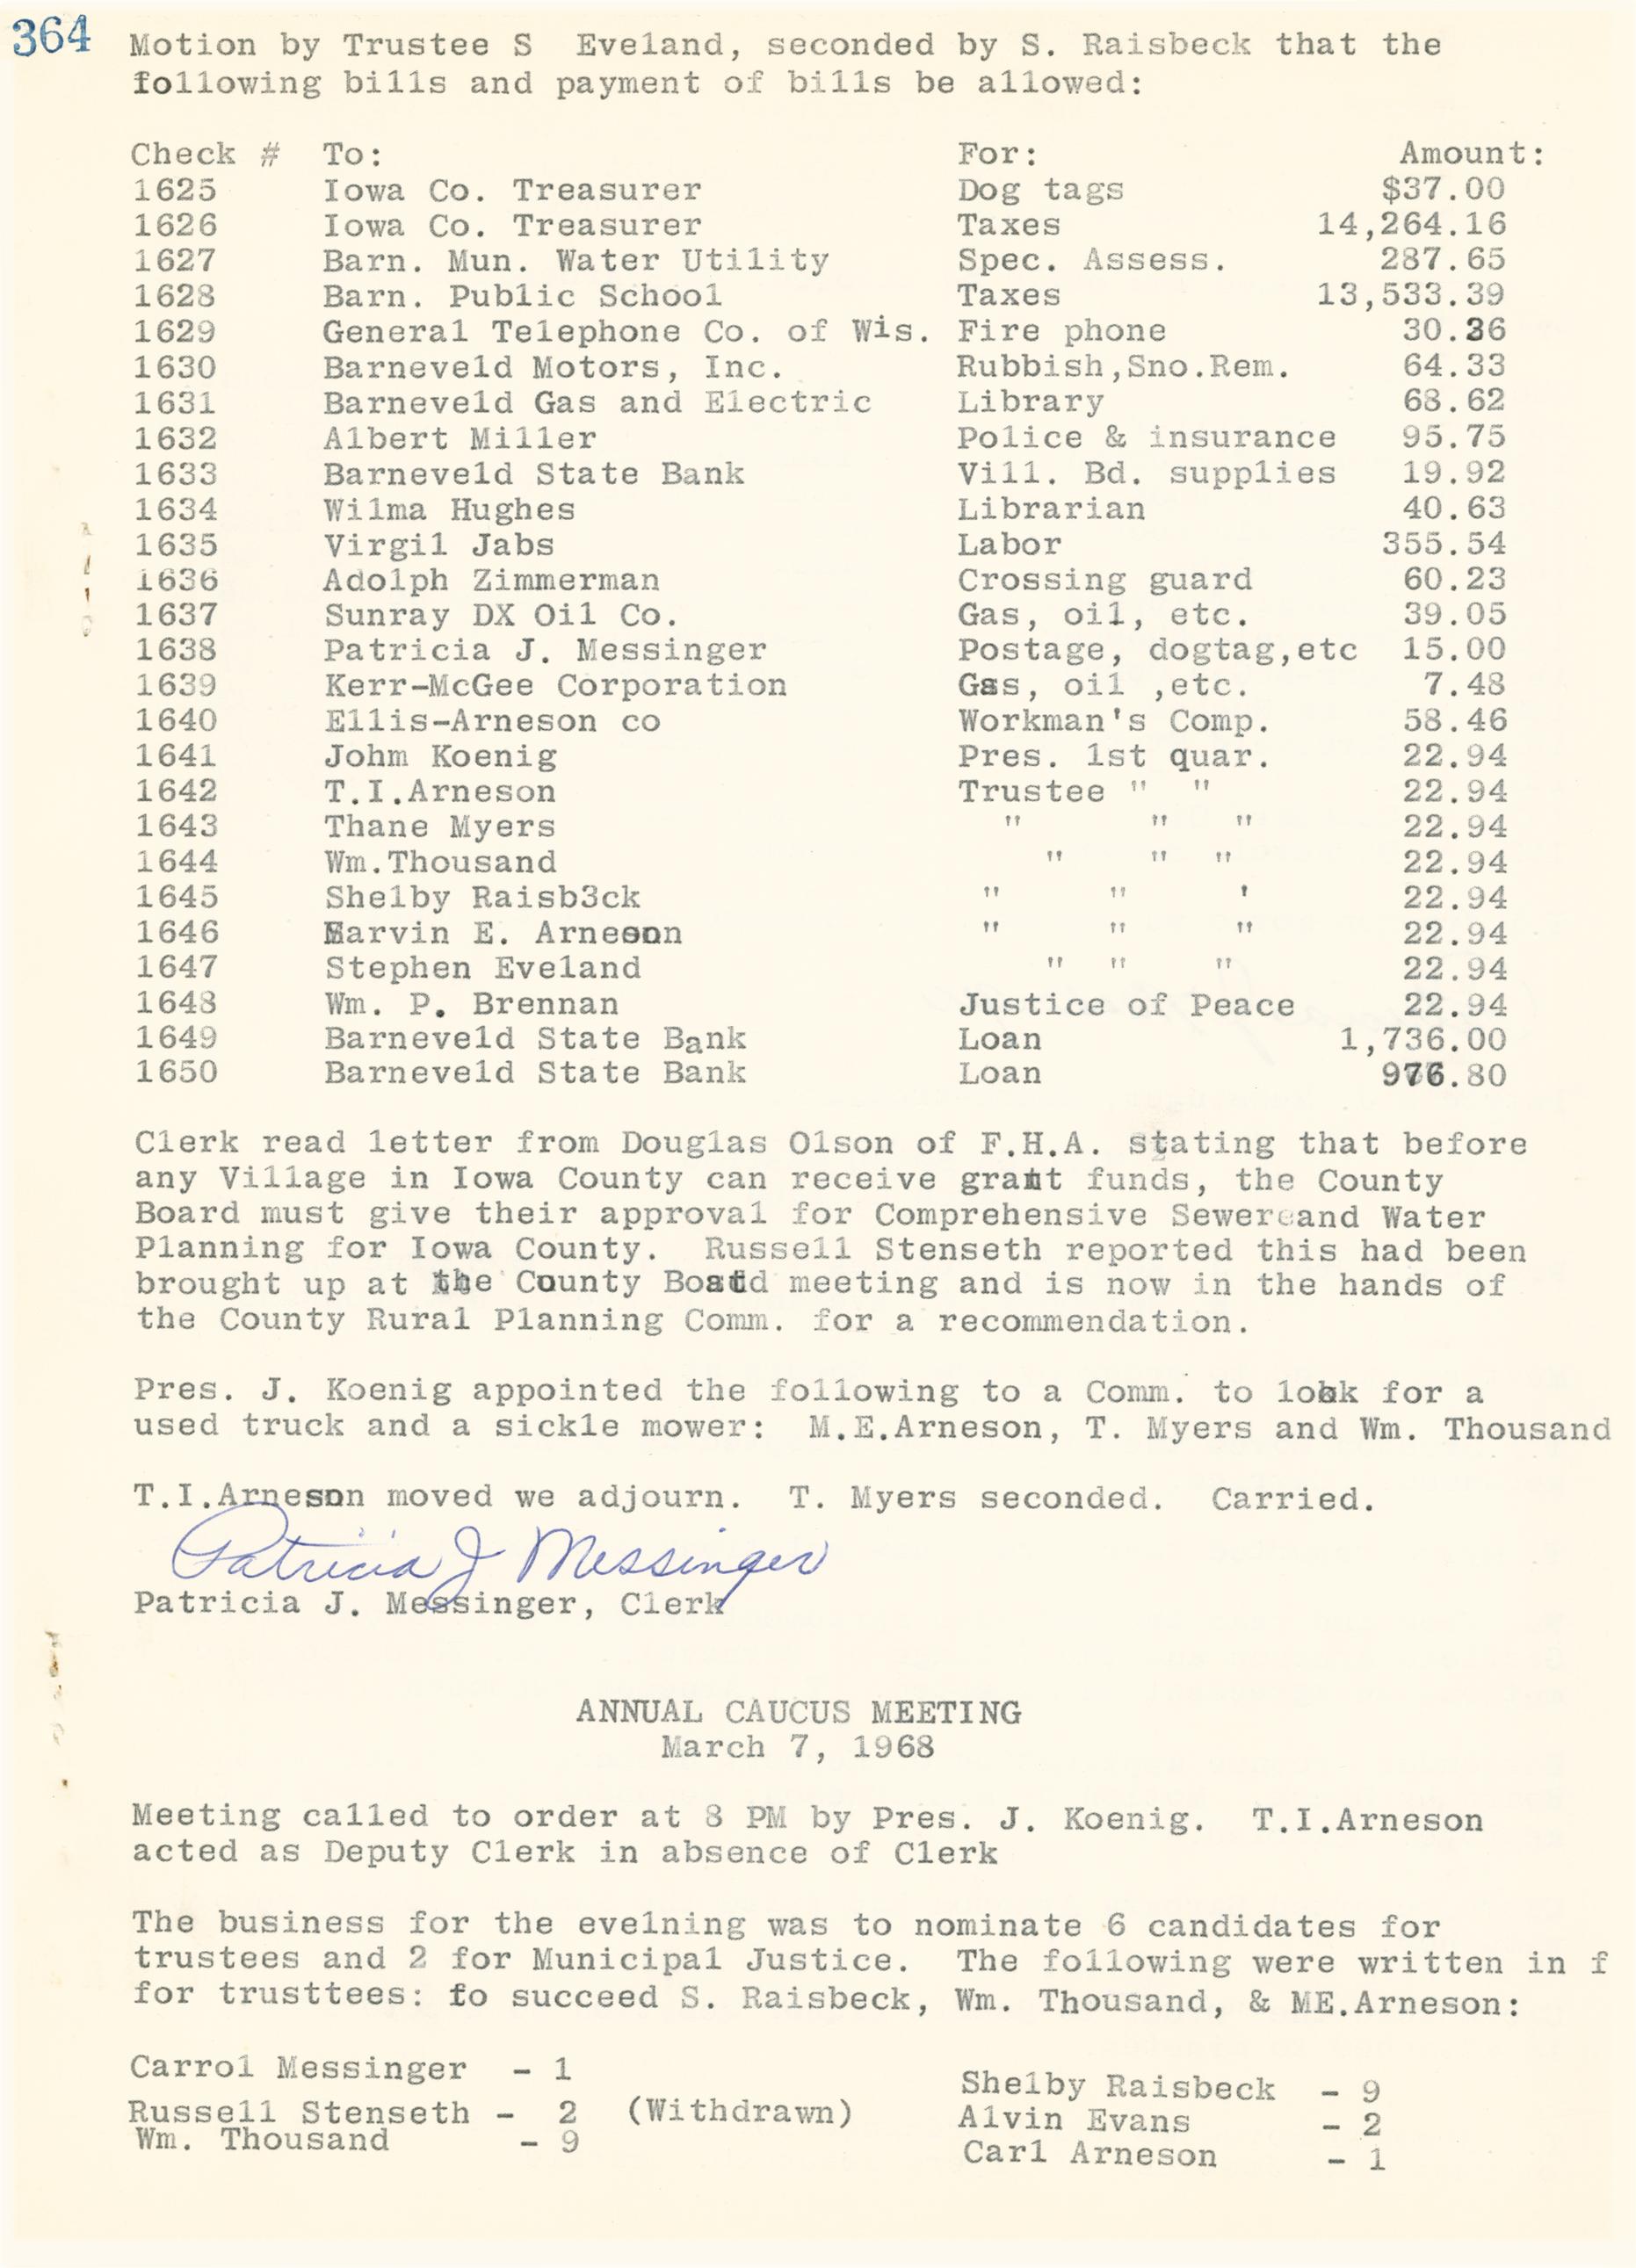 364
Motion by Trustee S Eveland, seconded by S. Raisbeck that the
following bills and payment of bills be allowed:
Check # To: For: Amount:
1625 Iowa Co. Treasurer Dog tags $37.00
1626 Iowa Co. Treasurer Taxes 14,264.16
1627 Barn. Mun. Water Utility Spec. Assess. 287.65
1628 Barn. Public School Taxes 13,533.39
1629 General Telephone Co. of Wis. Fire phone 30.36
1630 Barneveld Motors, Inc. Rubbish,Sno.Rem. 64.33
1631 Barneveld Gas and Electric Library 68.62
1632 Albert Miller Police & insurance 95.75
1633 Barneveld State Bank Vill. Bd. supplies 19.92
1634 Wilma Hughes Librarian 40.63
1635 Virgil Jabs Labor 355.54
1636 Adolph Zimmerman Crossing guard 60.23
1637 Sunray DX Oil Co. Gas, oil, etc. 39.05
1638 Patricia J. Messinger Postage, dogtag,etc 15.00
1639 Kerr-McGee Corporation Gas, oil ,etc. 7.48
1640 Ellis-Arneson co Workman's Comp. 58.46
1641 Johm Koenig Pres. 1st quar. 22.94
1642 T.I.Arneson Trustee " " 22.94
1643 Thane Myers " " " 22.94
1644 Wm.Thousand " " " 22.94
1645 Shelby Raisb3ck " " ' 22.94
1646 Marvin E. Arneson " " " 22.94
1647 Stephen Eveland " " " 22.94
1648 Wm. P. Brennan Justice of Peace 22.94
1649 Barneveld State Bank Loan 1,736.00
1650 Barneveld State Bank Loan 976.80
Clerk read letter from Douglas Olson of F.H.A. stating that before
any Village in Iowa County can receive grant funds, the County
Board must give their approval for Comprehensive Sewer and Water
Planning for Iowa County. Russell Stenseth reported this had been
brought up at the County Board meeting and is now in the hands of
the County Rural Planning Comm. for a recommendation.
Pres. J. Koenig appointed the following to a Comm. to look for a
used truck and a sickle mower: M.E.Arneson, T. Myers and Wm. Thousand
T.I.Arneson moved we adjourn. T. Myers seconded. Carried.
Patricia J Messinger
Patricia J. Messinger, Clerk
ANNUAL CAUCUS MEETING
March 7, 1968
Meeting called to order at 8 PM by Pres. J. Koenig. T.I.Arneson
acted as Deputy Clerk in absence of Clerk
The business for the evelning was to nominate 6 candidates for
trustees and 2 for Municipal Justice. The following were written in f
for trusttees: to succeed S. Raisbeck, Wm. Thousand, & ME.Arneson:
Carrol Messinger - 1
Russell Stenseth - 2 (Withdrawn)
Wm. Thousand - 9
Shelby Raisbeck - 9
Alvin Evans - 2
Carl Arneson - 1